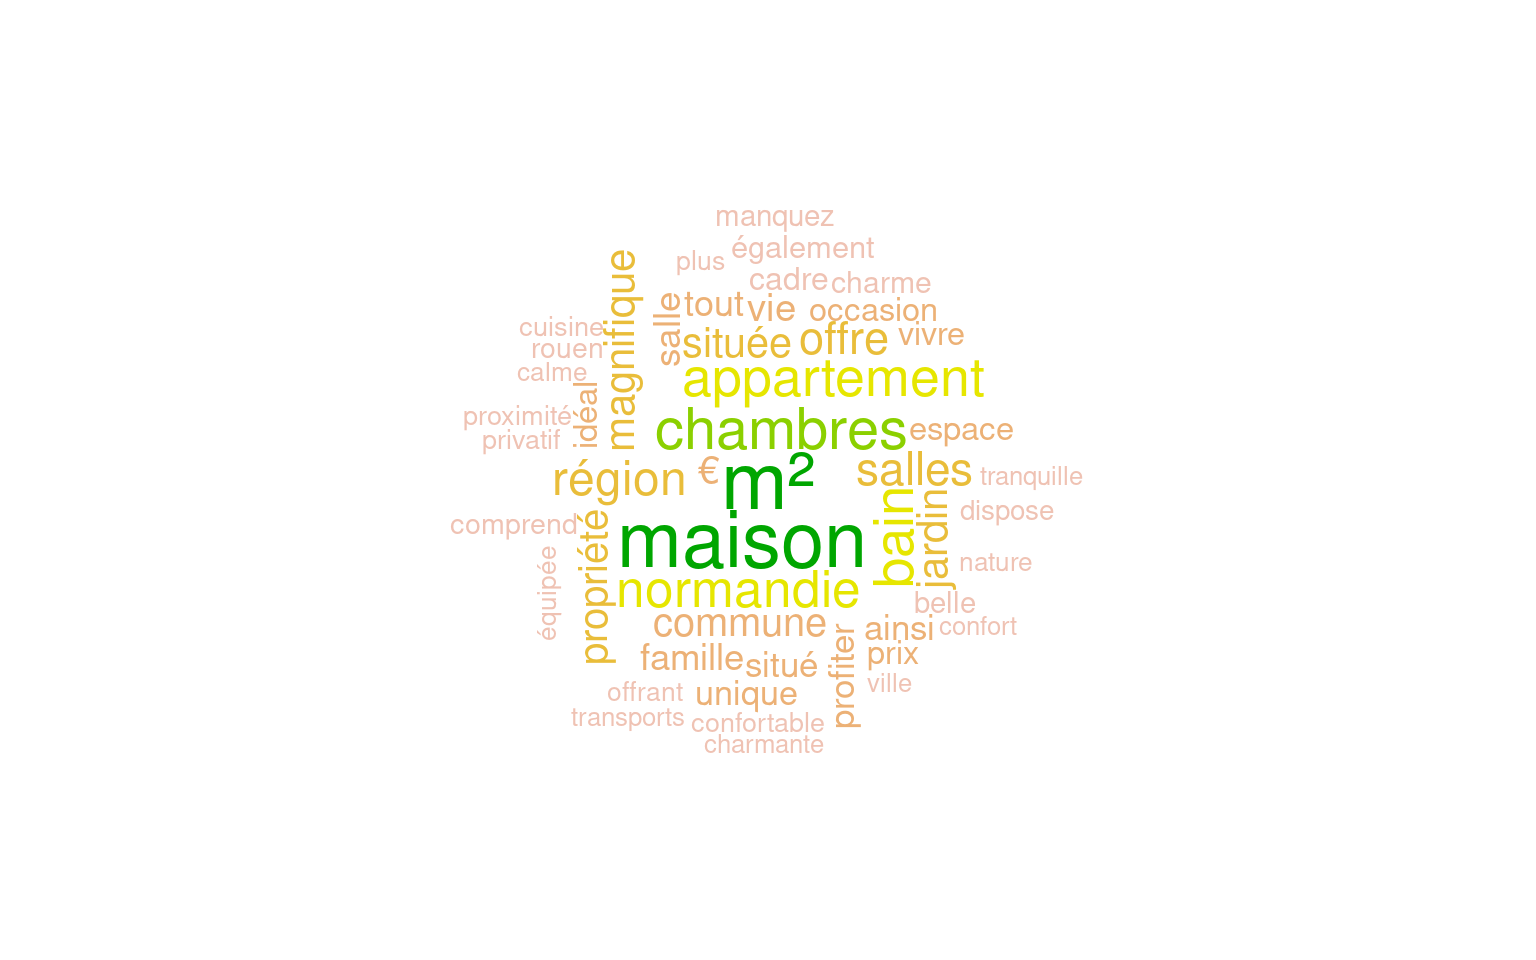 manquez
également
plus
cadre
charme
magnifique
salle
tout
vie
occasion
cuisine
rouen
située
offre
vivre
calme
appartement
idéal
proximité
privatif
chambres
espace
région
€
m²
salles
tranquille
comprend
propriété
maison
bain
jardin
dispose
équipée
normandie
nature
belle
commune
ainsi
confort
famille
situé
profiter
prix
ville
offrant
unique
transports
confortable
charmante